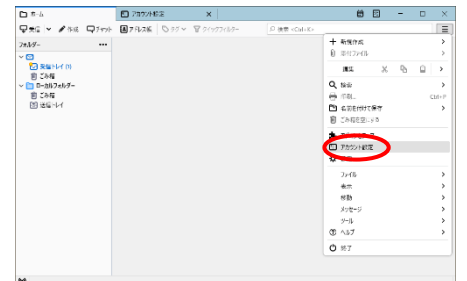 ホーム
アカウント設定
受信
作成
チャット
アドレス帳
タグ
クイックフィルター
検索 <Ctrl+K>
フォルダー
受信トレイ (1)
ごみ箱
ローカルフォルダー
ごみ箱
送信トレイ
新規作成
添付ファイル
編集
検索
印刷...
Ctrl+P
名前を付けて保存
ごみ箱を空にする
アカウント設定
ファイル
表示
移動
メッセージ
ツール
ヘルプ
終了